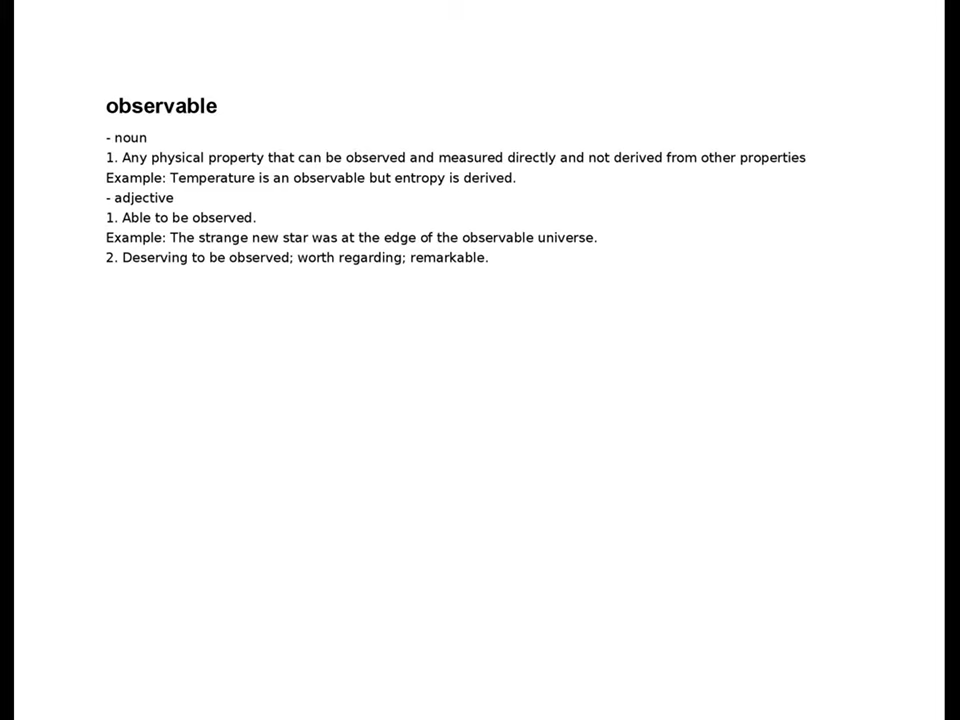 observable
- noun
1. Any physical property that can be observed and measured directly and not derived from other properties
Example: Temperature is an observable but entropy is derived.
- adjective
1. Able to be observed.
Example: The strange new star was at the edge of the observable universe.
2. Deserving to be observed; worth regarding; remarkable.